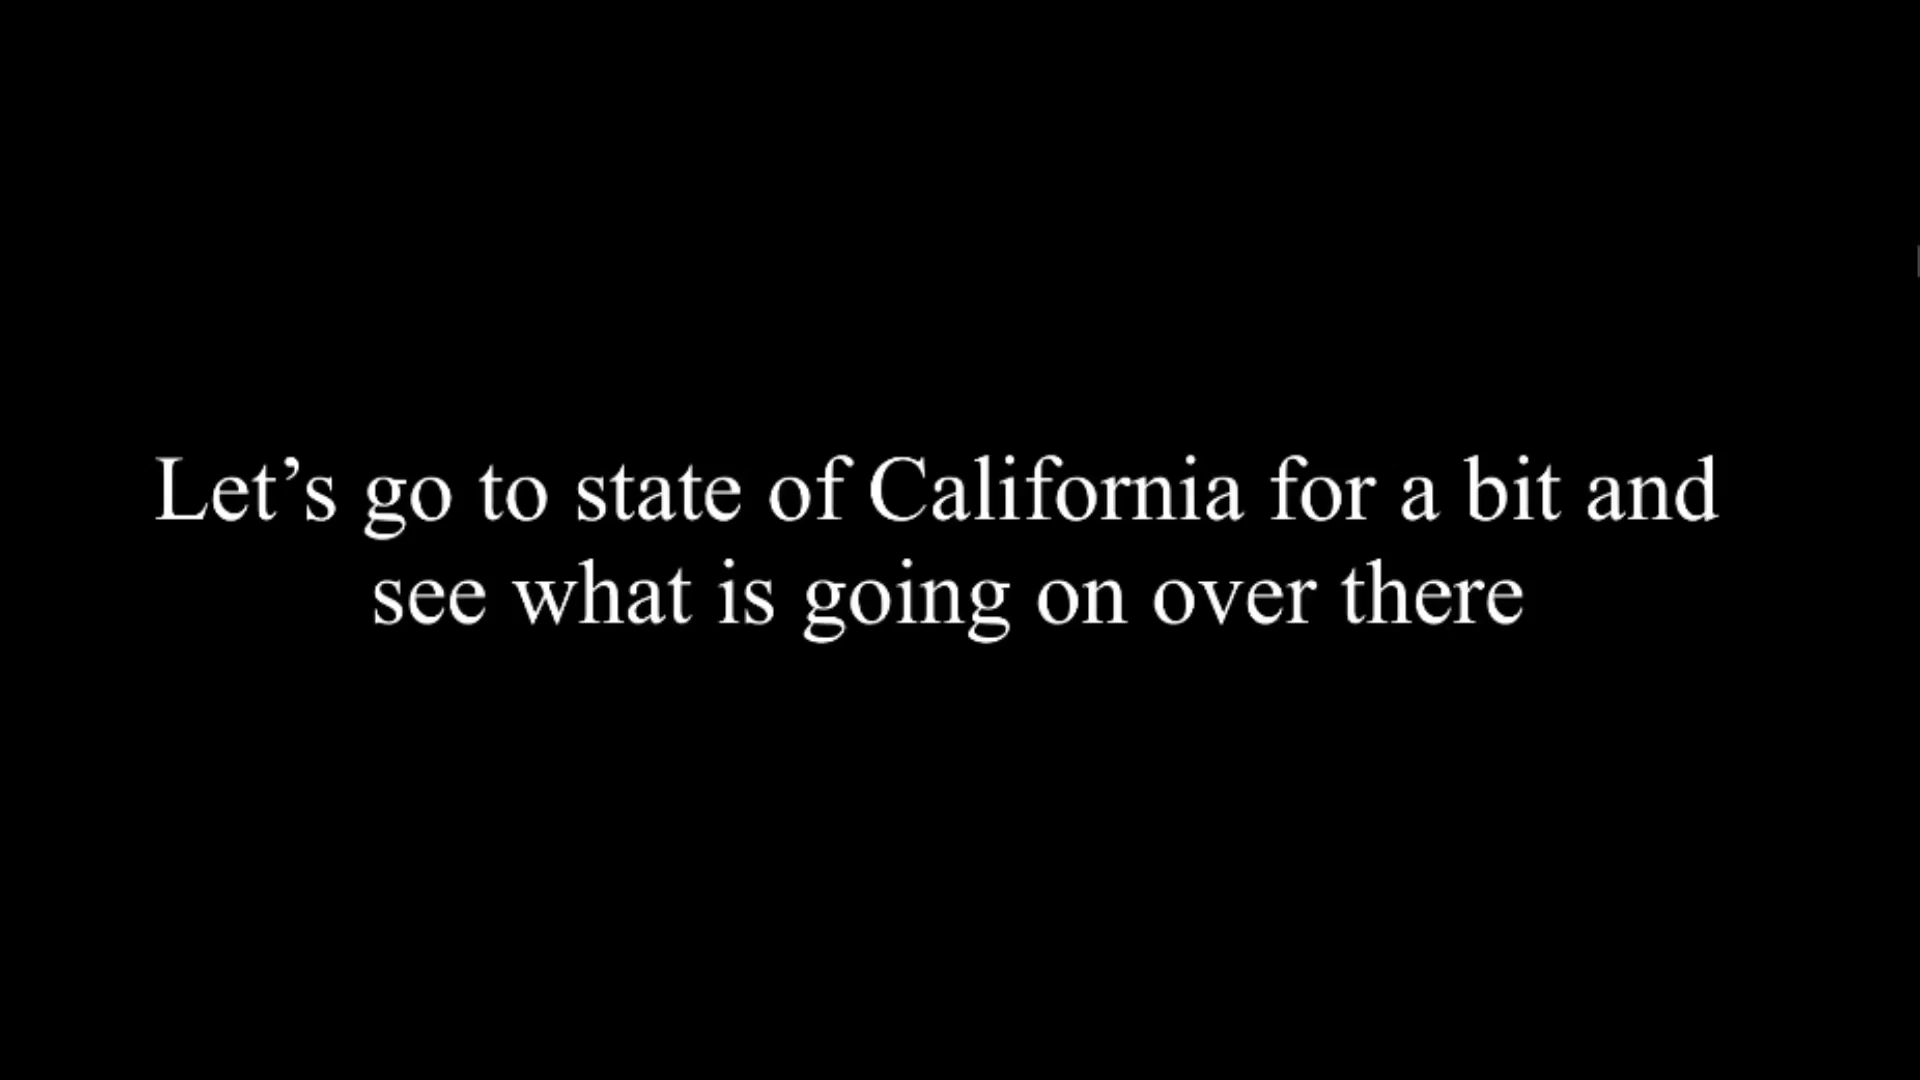 Let’s go to state of California for a bit and
see what is going on over there